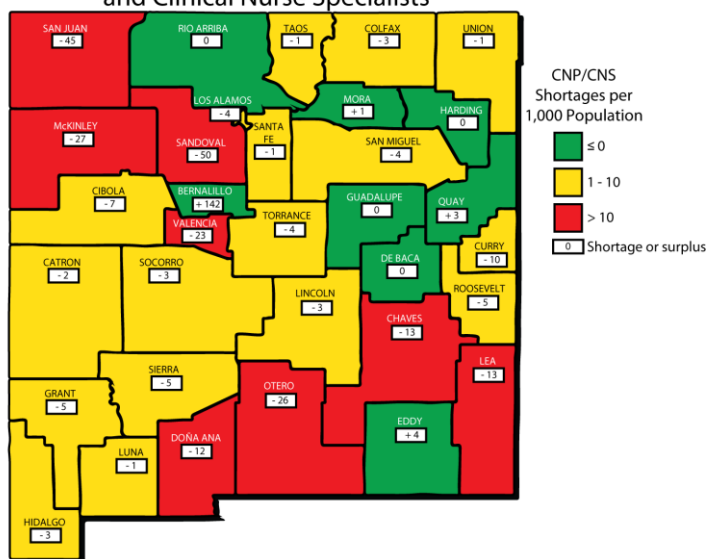 and Clinical Nurse Specialists
SAN JUAN
- 45
RIO ARRIBA
0
TAOS
- 1
COLFAX
- 3
UNION
- 1
LOS ALAMOS
- 4
MORA
+ 1
HARDING
0
McKINLEY
- 27
SANDOVAL
- 50
SANTA
FE
- 1
SAN MIGUEL
- 4
CIBOLA
- 7
BERNALILLO
+ 142
VALENCIA
- 23
TORRANCE
- 4
GUADALUPE
0
QUAY
+ 3
CURRY
- 10
CATRON
- 2
SOCORRO
- 3
DE BACA
0
ROOSEVELT
- 5
LINCOLN
- 3
CHAVES
- 13
LEA
- 13
SIERRA
- 5
GRANT
- 5
OTERO
- 26
EDDY
+ 4
DOÑA ANA
- 12
LUNA
- 1
HIDALGO
- 3
CNP/CNS
Shortages per
1,000 Population
≤ 0
1 - 10
> 10
0 Shortage or surplus